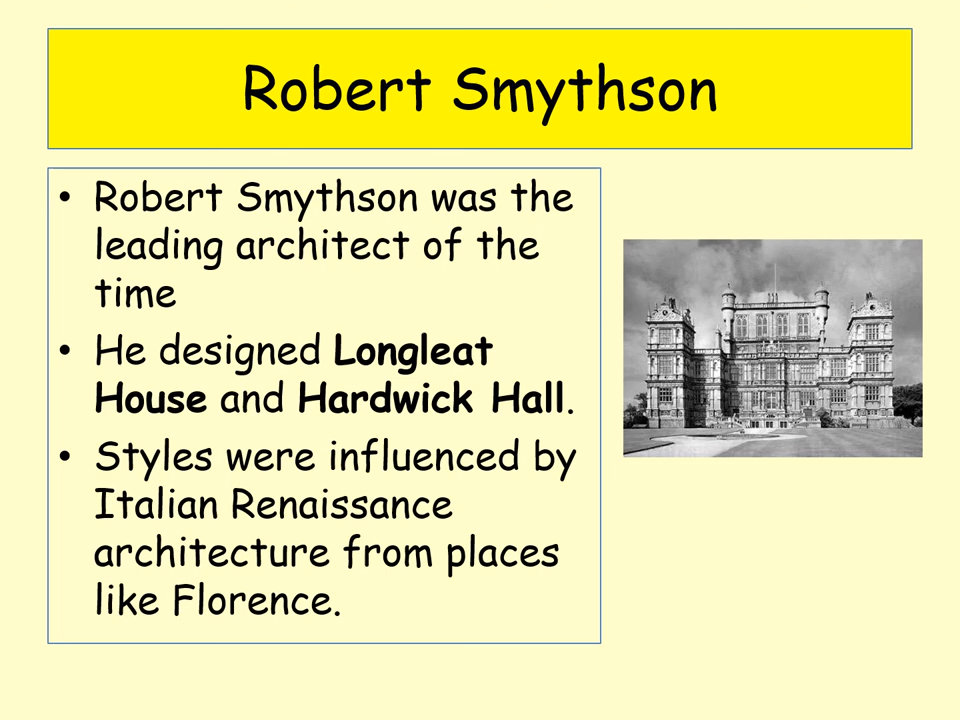 Robert Smythson
• Robert Smythson was the
leading architect of the
time
• He designed Longleat
House and Hardwick Hall.
• Styles were influenced by
Italian Renaissance
architecture from places
like Florence.